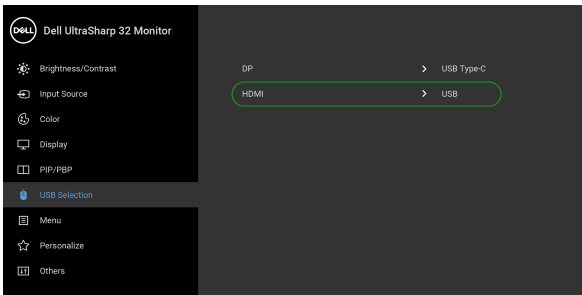 DELL Dell UltraSharp 32 Monitor
Brightness/Contrast
Input Source
Color
Display
PIP/PBP
USB Selection
Menu
Personalize
Others
DP > USB Type-C
HDMI > USB